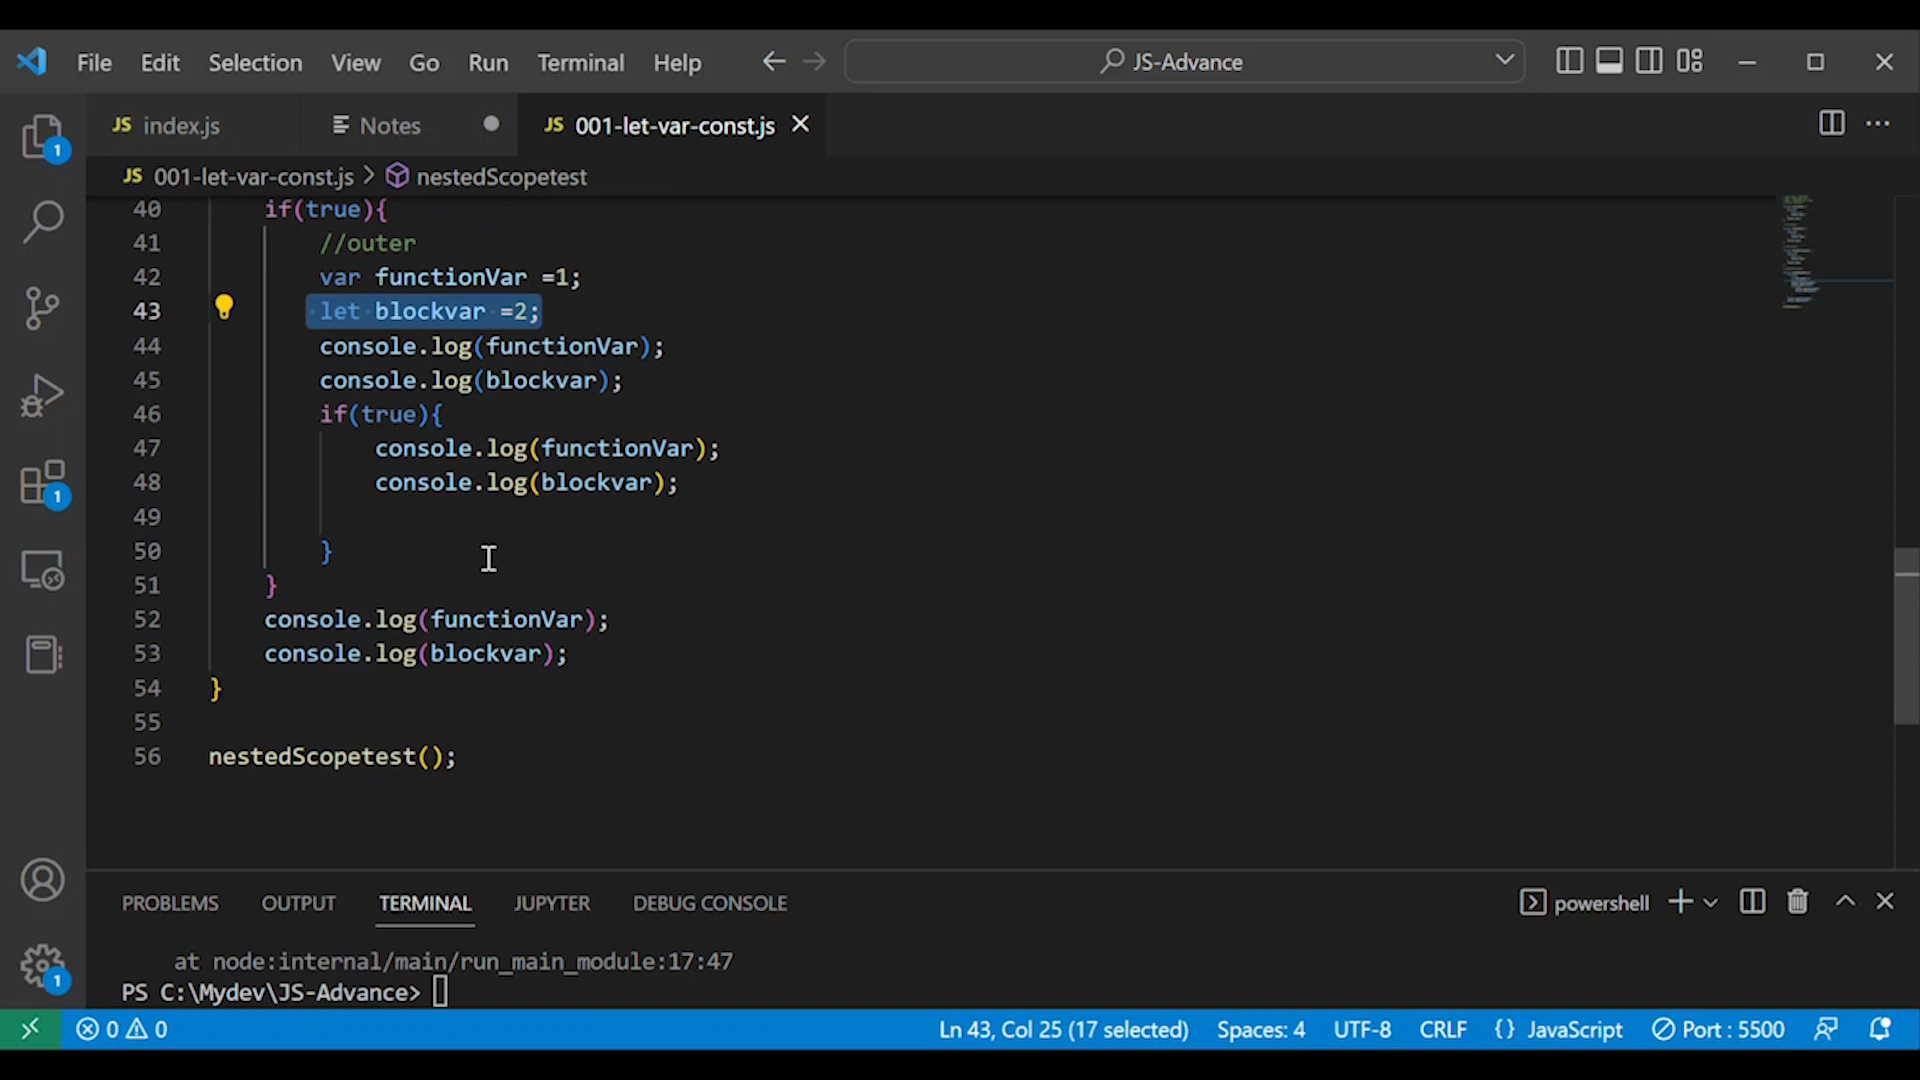 File Edit Selection View Go Run Terminal Help JS-Advance
JS index.js Notes JS 001-let-var-const.js
JS 001-let-var-const.js > nestedScopetest
40 if(true){
41 //outer
42 var functionVar =1;
43 let blockvar =2;
44 console.log(functionVar);
45 console.log(blockvar);
46 if(true){
47 console.log(functionVar);
48 console.log(blockvar);
49
50 }
51 }
52 console.log(functionVar);
53 console.log(blockvar);
54 }
55
56 nestedScopetest();
1
1
1
PROBLEMS OUTPUT TERMINAL JUPYTER DEBUG CONSOLE powershell
at node:internal/main/run_main_module:17:47
PS C:\Mydev\JS-Advance>
0 0 Ln 43, Col 25 (17 selected) Spaces: 4 UTF-8 CRLF {} JavaScript Port : 5500